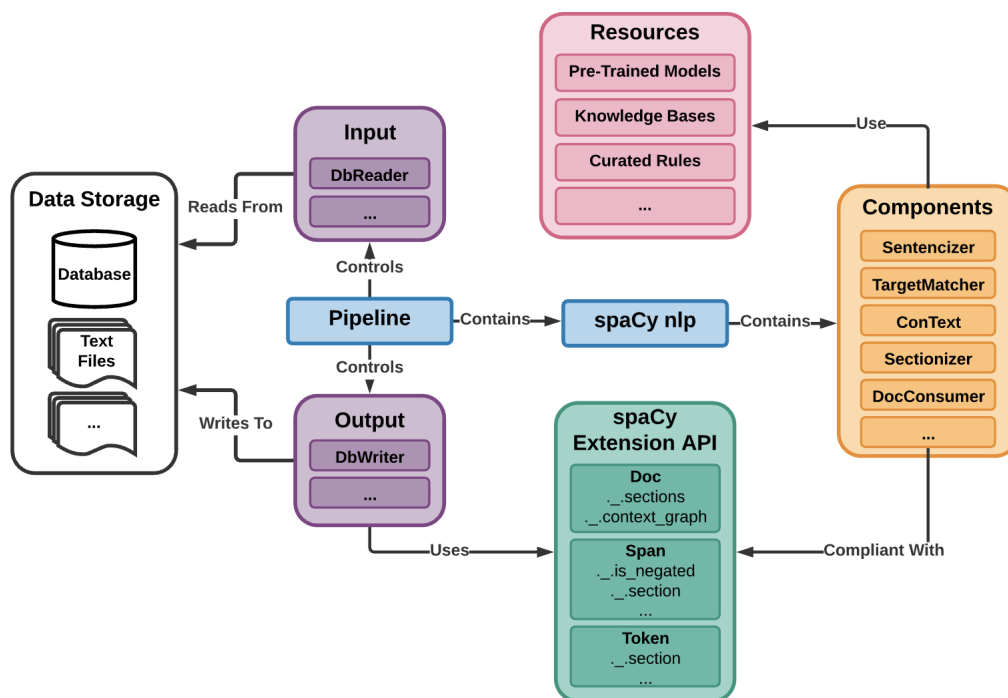 Resources
Pre-Trained Models
Knowledge Bases
Curated Rules
...
Use
Input
DbReader
...
Data Storage
Database
Text
Files
...
Reads From
Writes To
Controls
Pipeline
Contains
spaCy nlp
Contains
Controls
Components
Sentencizer
TargetMatcher
ConText
Sectionizer
DocConsumer
...
Output
DbWriter
...
Uses
spaCy
Extension API
Doc
._.sections
._.context_graph
Span
._.is_negated
._.section
...
Token
._.section
...
Compliant With